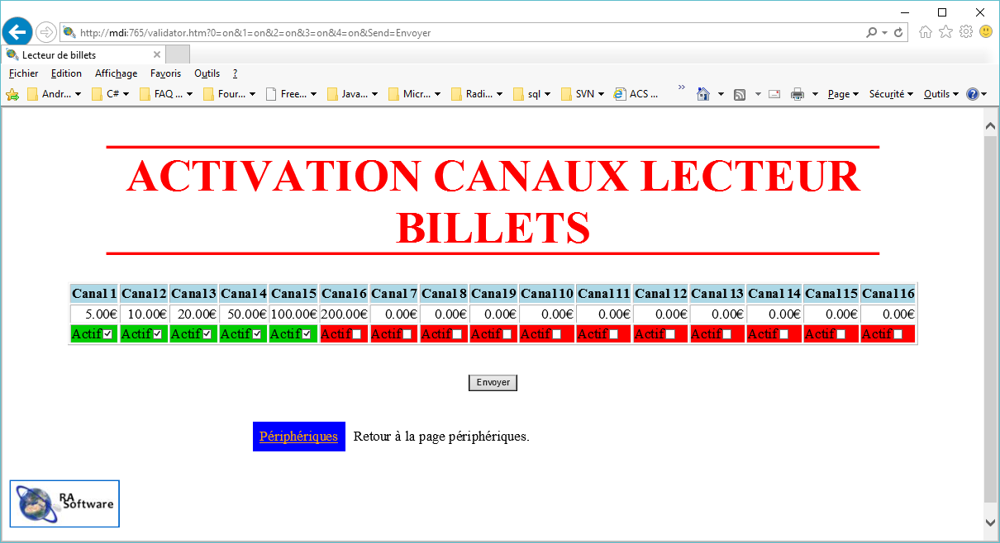 http://mdi:765/validator.htm?0=on&1=on&2=on&3=on&4=on&Send=Envoyer
Lecteur de billets
Fichier Edition Affichage Favoris Outils ?
Andr... C# FAQ ... Four... Free... Java... Micr... Radi... sql SVN ACS ... » Page Sécurité Outils
ACTIVATION CANAUX LECTEUR
BILLETS
Canal 1 Canal 2 Canal 3 Canal 4 Canal 5 Canal 6 Canal 7 Canal 8 Canal 9 Canal 10 Canal 11 Canal 12 Canal 13 Canal 14 Canal 15 Canal 16
5.00€ 10.00€ 20.00€ 50.00€ 100.00€ 200.00€ 0.00€ 0.00€ 0.00€ 0.00€ 0.00€ 0.00€ 0.00€ 0.00€ 0.00€ 0.00€
Actif Actif Actif Actif Actif Actif Actif Actif Actif Actif Actif Actif Actif Actif Actif Actif
Envoyer
Périphériques Retour à la page périphériques.
RA
Software